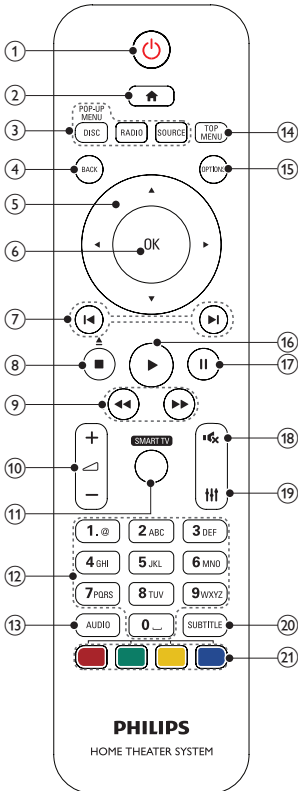 1
2
POP-UP
MENU
3 DISC RADIO SOURCE TOP
MENU 14
4 BACK OPTIONS 15
5
6 OK
7
16
8 17
9
SMART TV
10 + − 18
11 19
1.@ 2 ABC 3 DEF
12 4 GHI 5 JKL 6 MNO
7 PQRS 8 TUV 9 WXYZ
13 AUDIO 0 SUBTITLE 20
21
PHILIPS
HOME THEATER SYSTEM